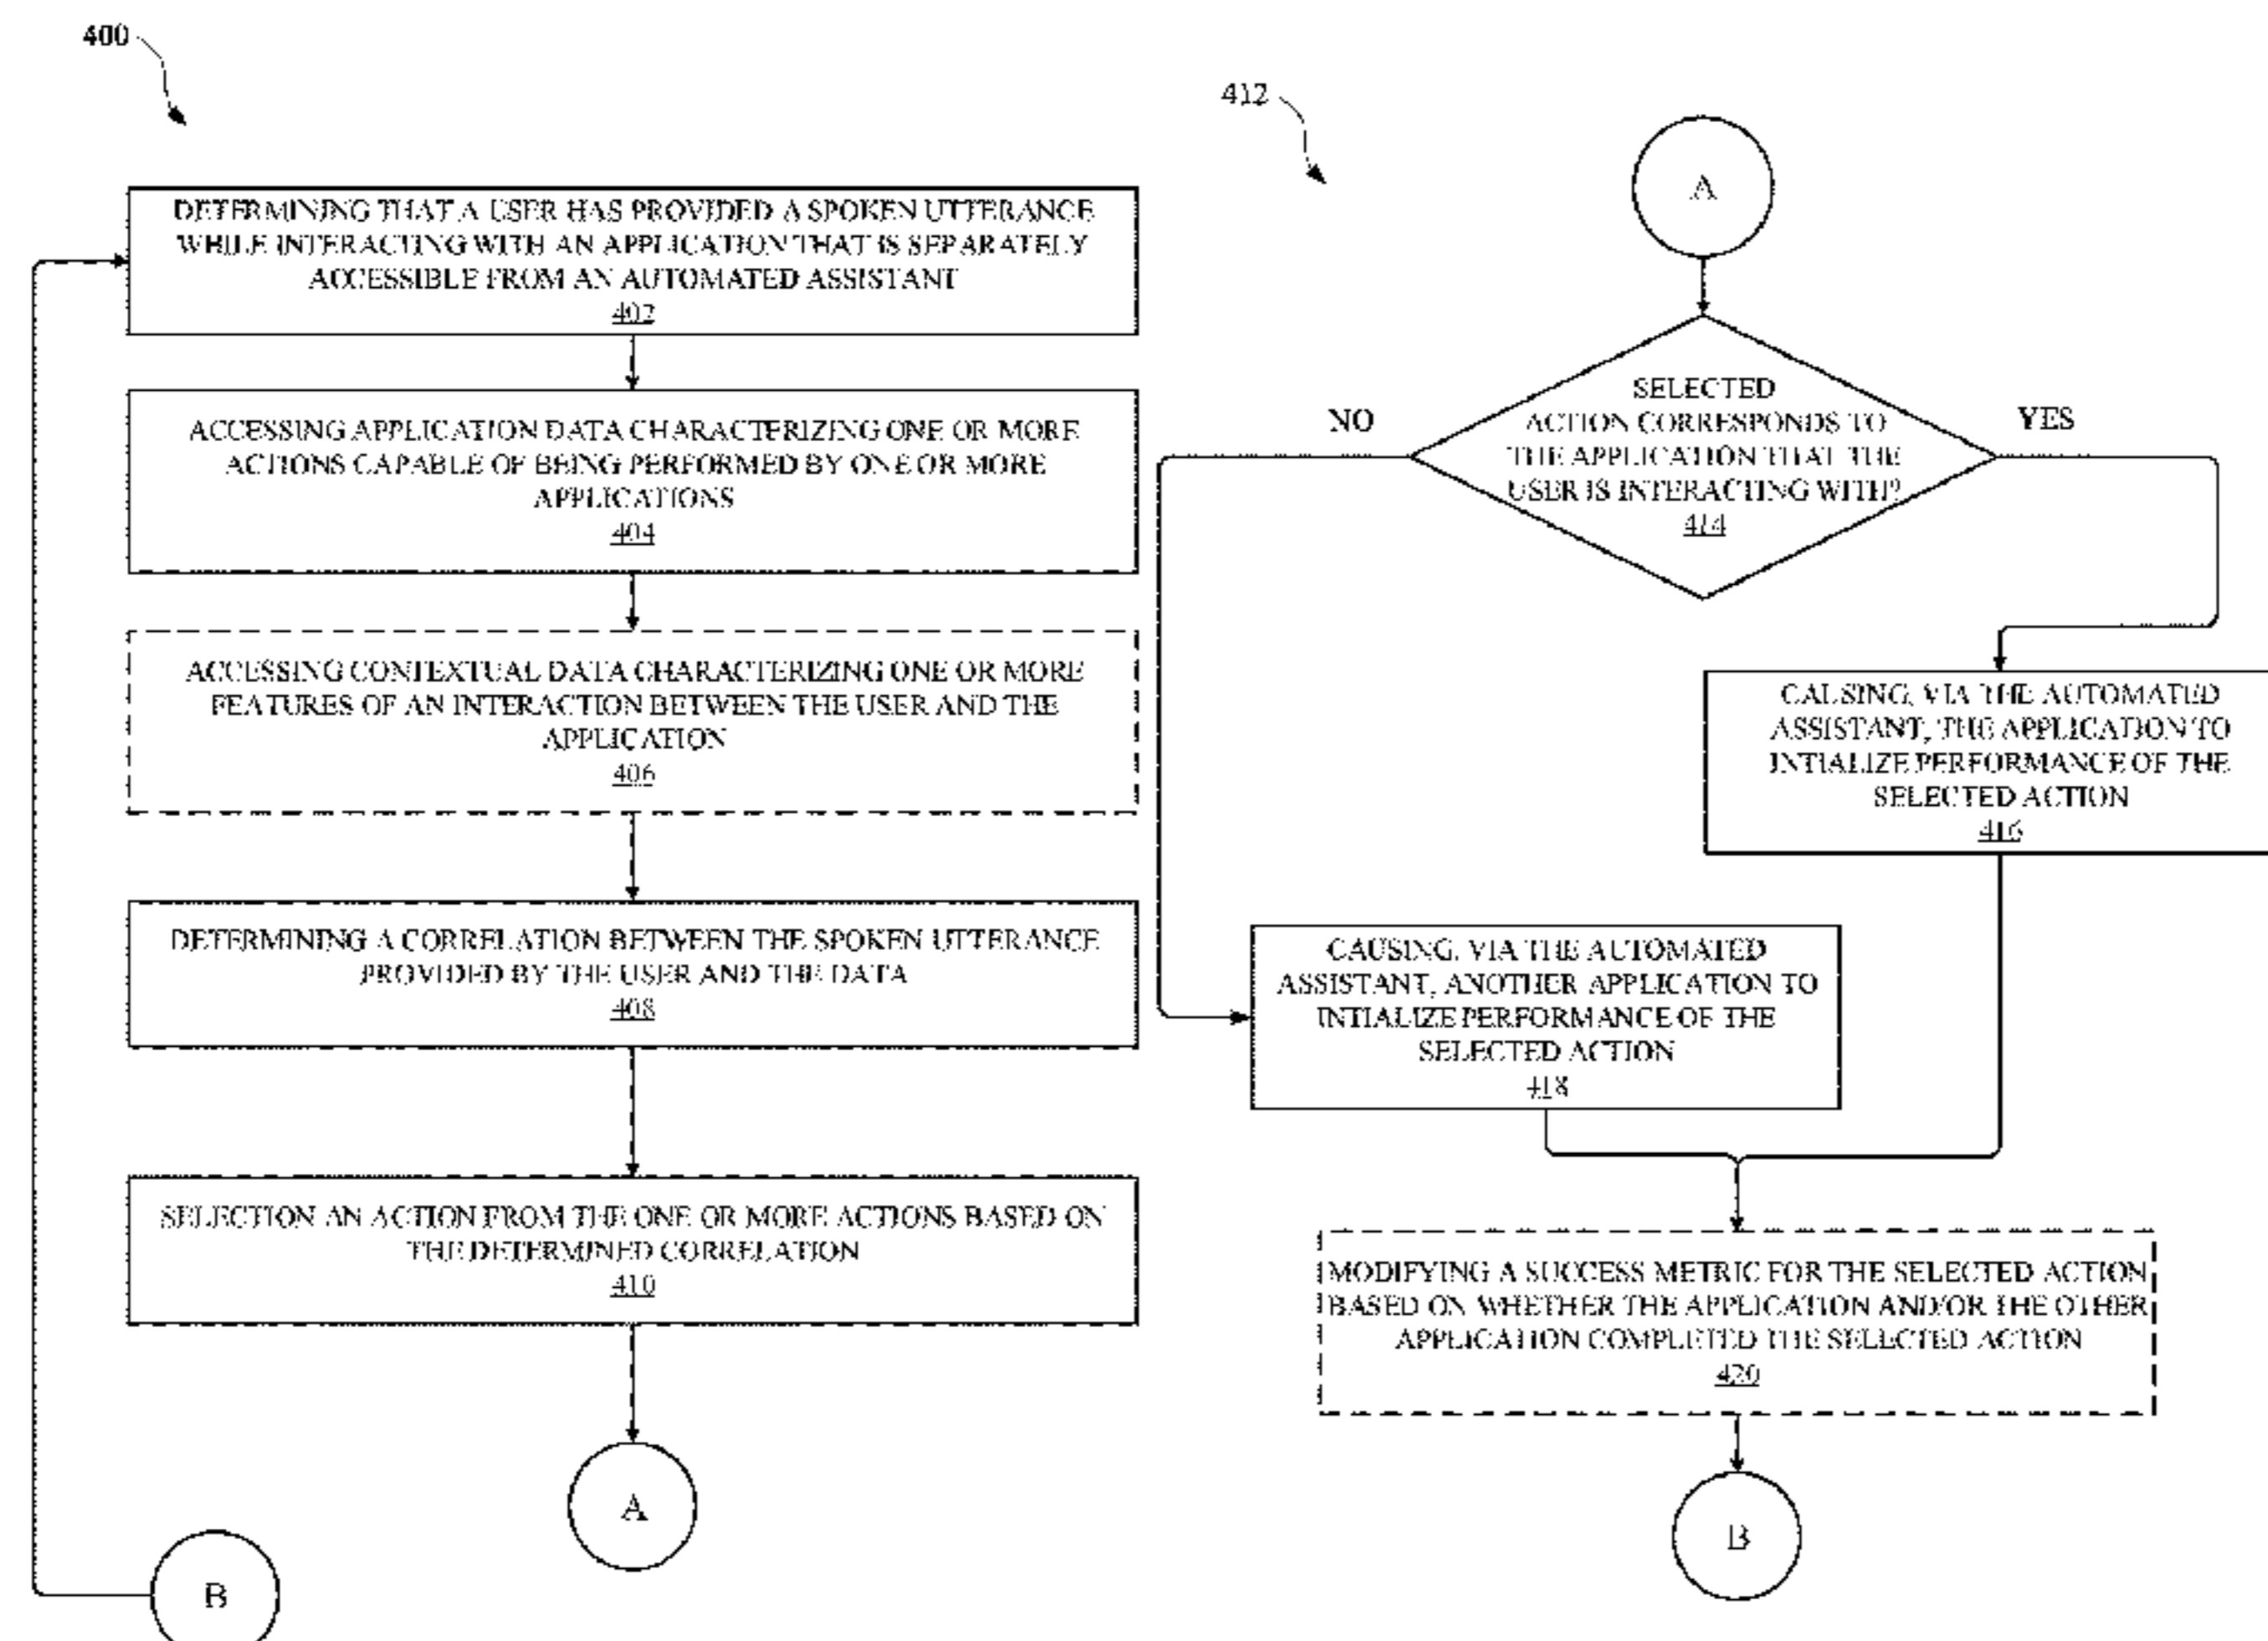 400
DETERMINING THAT A USER HAS PROVIDED A SPOKEN UTTERANCE
WHILE INTERACTING WITH AN APPLICATION THAT IS SEPARATELY
ACCESSIBLE FROM AN AUTOMATED ASSISTANT
402
ACCESSING APPLICATION DATA CHARACTERIZING ONE OR MORE
ACTIONS CAPABLE OF BEING PERFORMED BY ONE OR MORE
APPLICATIONS
404
ACCESSING CONTEXTUAL DATA CHARACTERIZING ONE OR MORE
FEATURES OF AN INTERACTION BETWEEN THE USER AND THE
APPLICATION
406
DETERMINING A CORRELATION BETWEEN THE SPOKEN UTTERANCE
PROVIDED BY THE USER AND THE DATA
408
SELECTION AN ACTION FROM THE ONE OR MORE ACTIONS BASED ON
THE DETERMINED CORRELATION
410
A
B
412
A
SELECTED
ACTION CORRESPONDS TO
THE APPLICATION THAT THE
USER IS INTERACTING WITH?
414
NO
YES
CAUSING, VIA THE AUTOMATED
ASSISTANT, THE APPLICATION TO
INTIALIZE PERFORMANCE OF THE
SELECTED ACTION
416
CAUSING, VIA THE AUTOMATED
ASSISTANT, ANOTHER APPLICATION TO
INTIALIZE PERFORMANCE OF THE
SELECTED ACTION
418
MODIFYING A SUCCESS METRIC FOR THE SELECTED ACTION
BASED ON WHETHER THE APPLICATION AND/OR THE OTHER
APPLICATION COMPLETED THE SELECTED ACTION
420
B